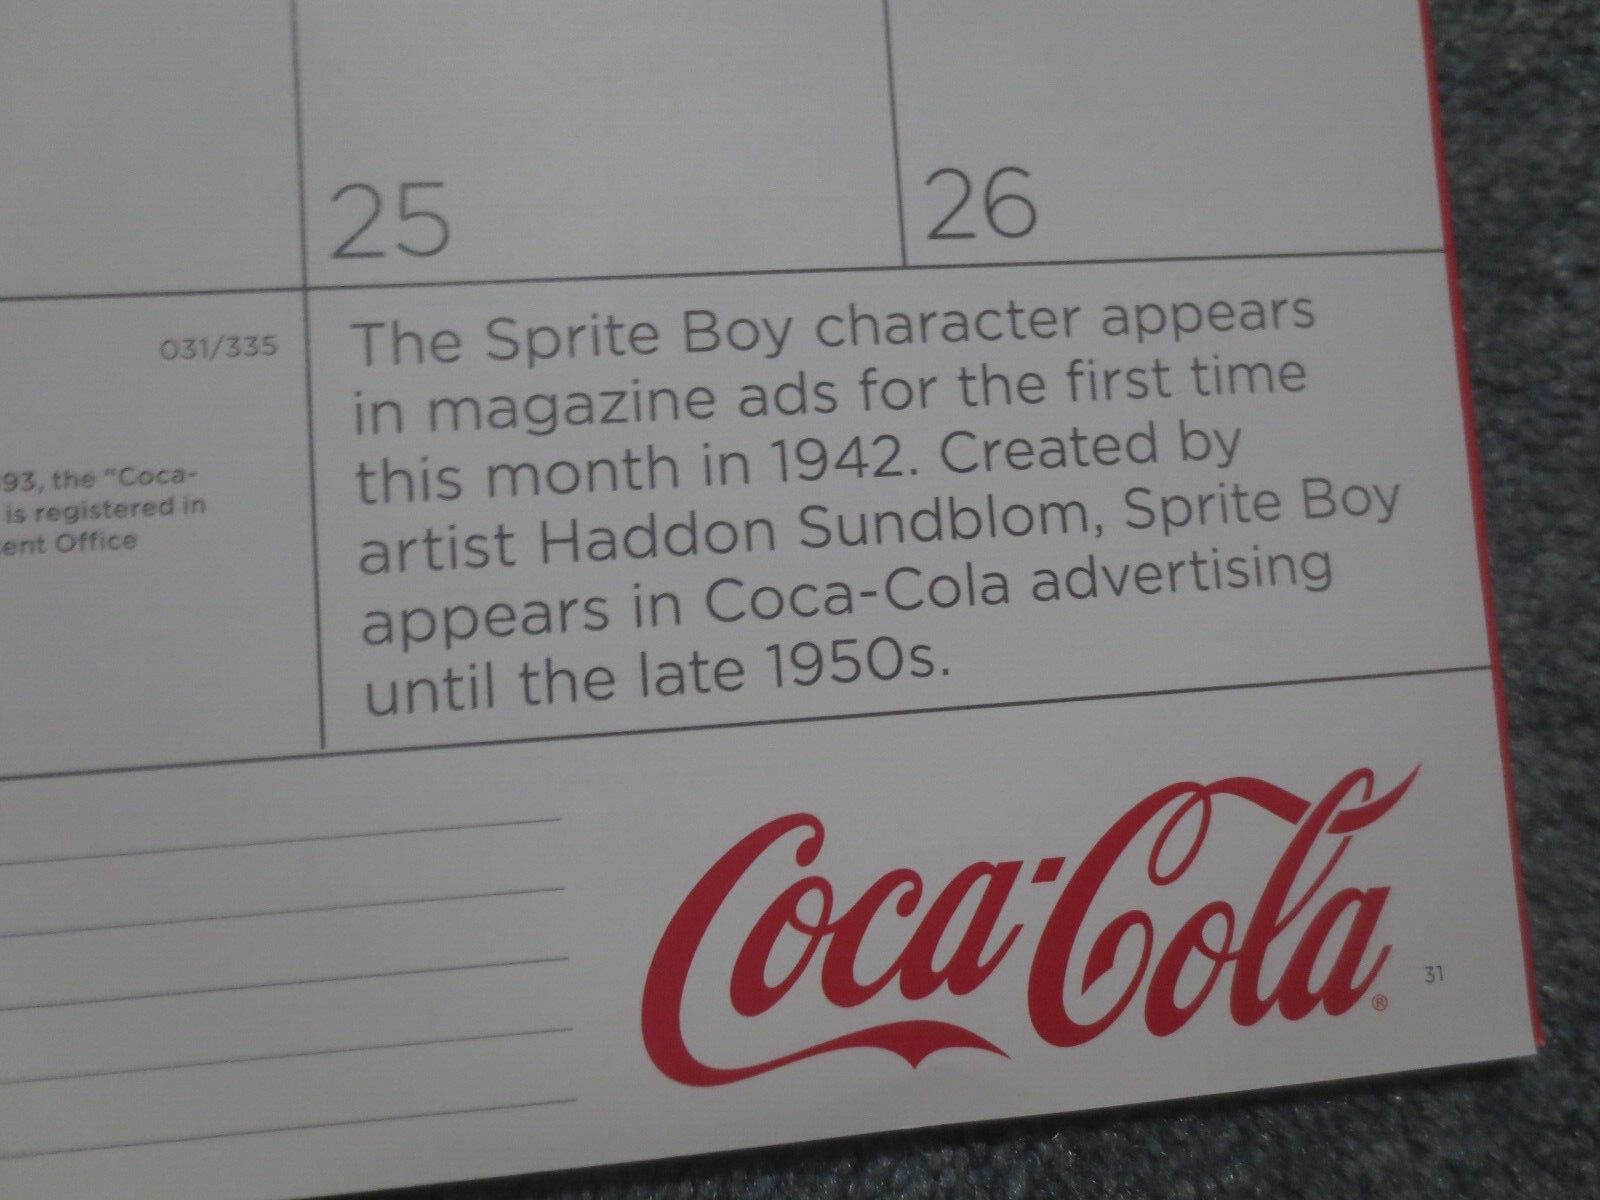 25
26
031/335
93, the "Coca-
is registered in
ent Office
The Sprite Boy character appears
in magazine ads for the first time
this month in 1942. Created by
artist Haddon Sundblom, Sprite Boy
appears in Coca-Cola advertising
until the late 1950s.
Coca-Cola®
31